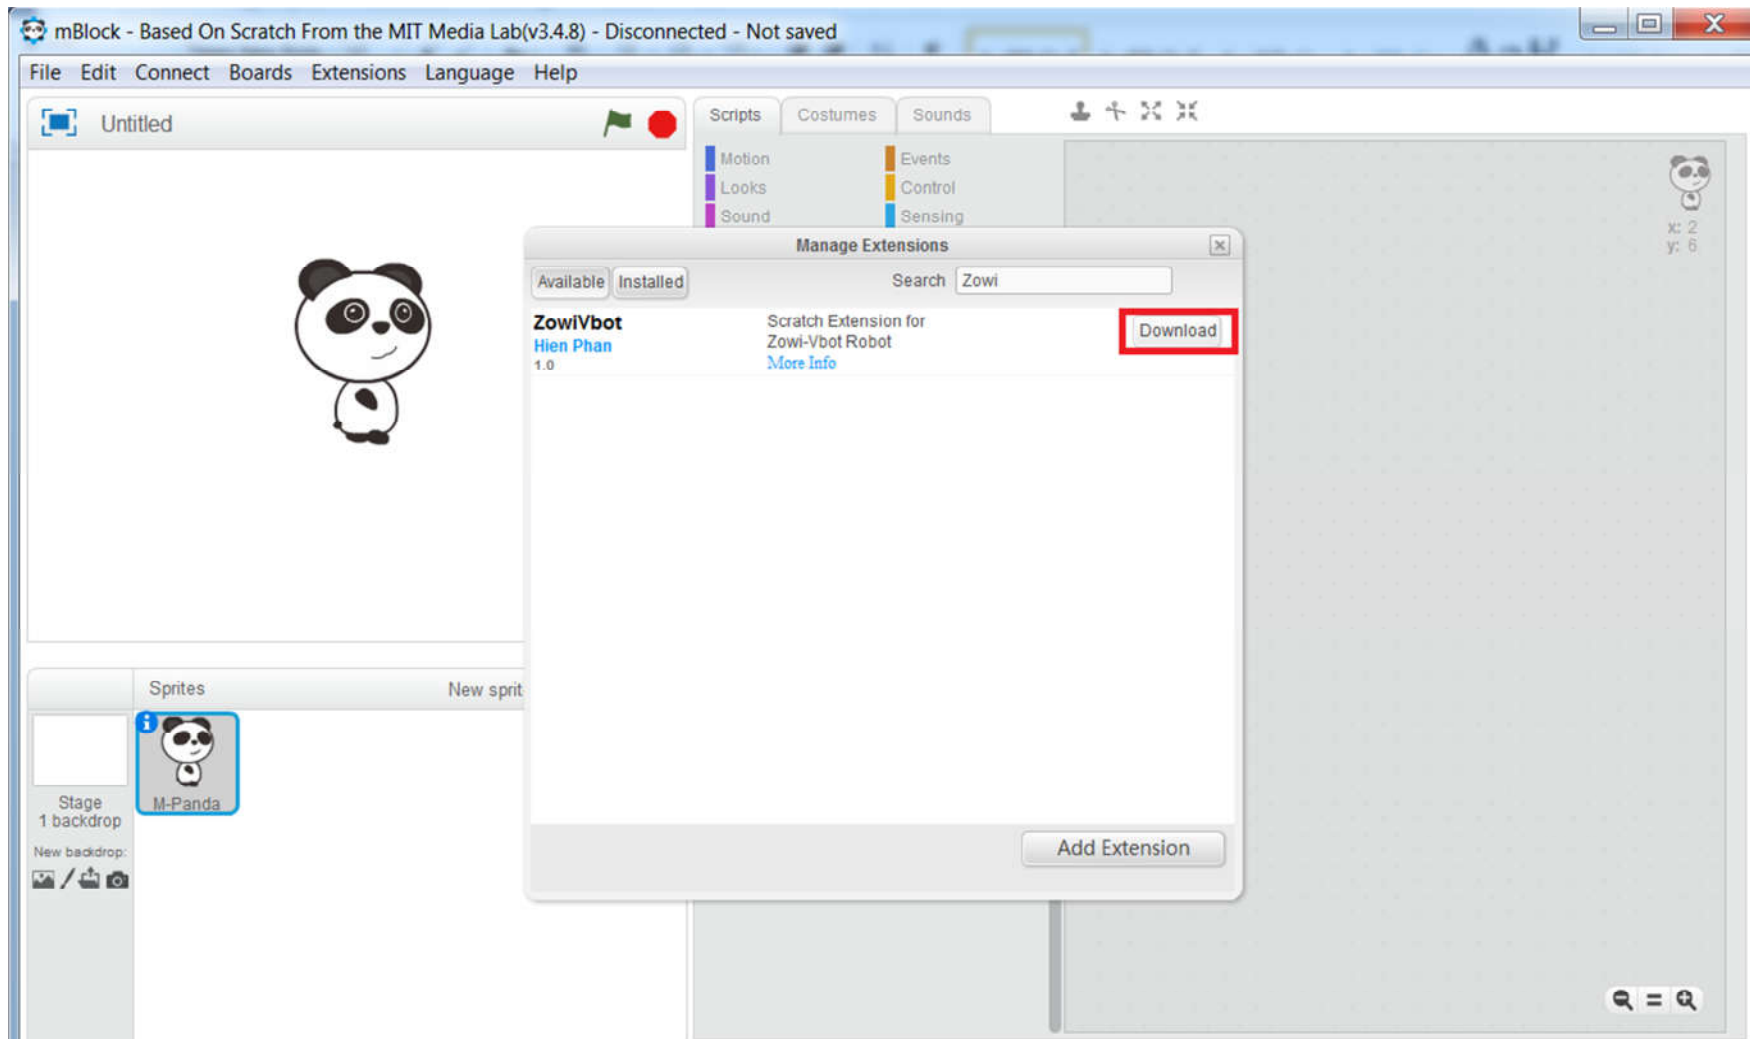 mBlock - Based On Scratch From the MIT Media Lab(v3.4.8) - Disconnected - Not saved
File Edit Connect Boards Extensions Language Help
Untitled
Scripts Costumes Sounds
Motion Events
Looks Control
Sound Sensing
x: 2
y: 6
Manage Extensions
Available Installed Search Zowi
ZowiVbot
Hien Phan
1.0
Scratch Extension for
Zowi-Vbot Robot
More Info
Download
Add Extension
Sprites New sprit
M-Panda
Stage
1 backdrop
New backdrop: